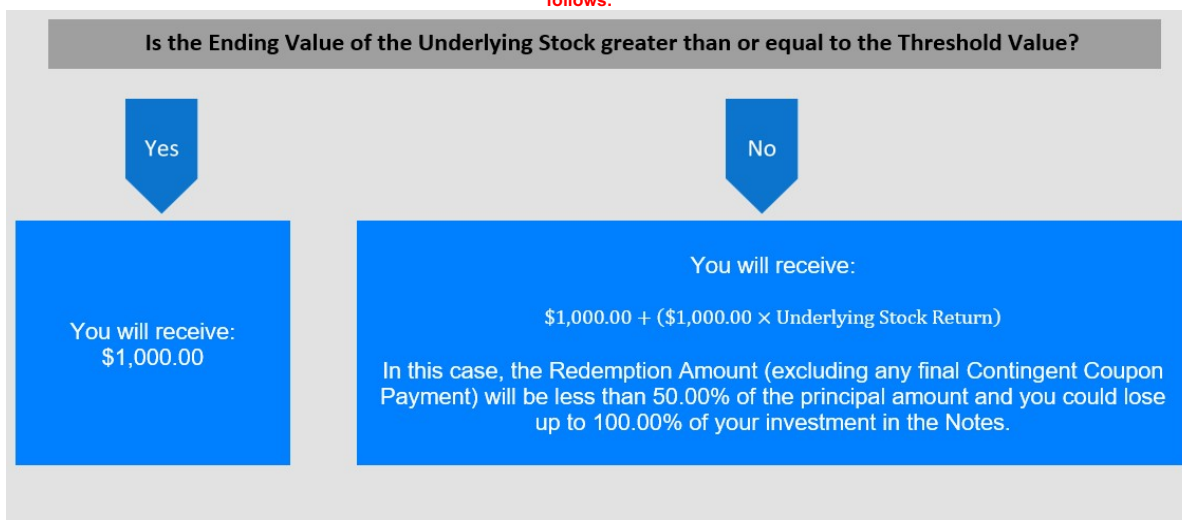 follows:
Is the Ending Value of the Underlying Stock greater than or equal to the Threshold Value?
Yes
No
You will receive:
$1,000.00
You will receive:
$1,000.00 + ($1,000.00 × Underlying Stock Return)
In this case, the Redemption Amount (excluding any final Contingent Coupon
Payment) will be less than 50.00% of the principal amount and you could lose
up to 100.00% of your investment in the Notes.